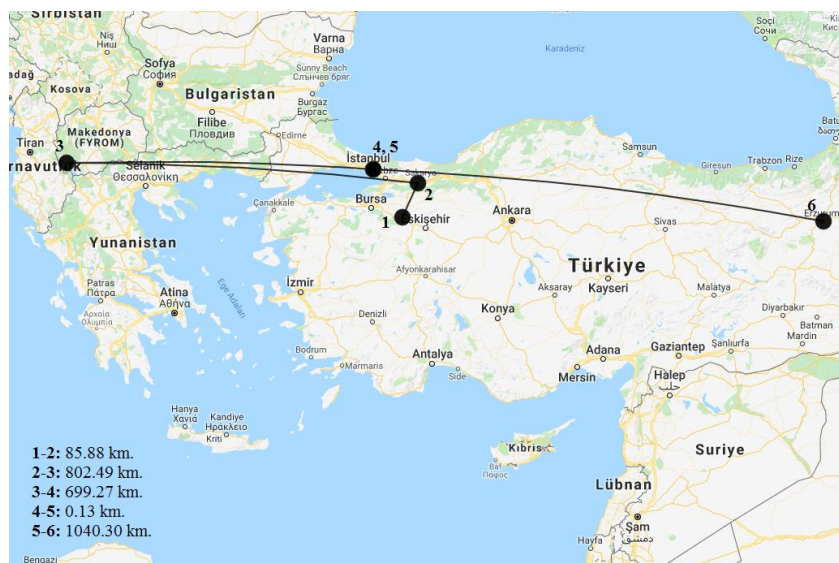 Sırbistan
Niş
Ниш
Soçi
Сочи
Varna
Варна
Sofya
София
Karadeniz
Kosova
Sunny Beach
Слънчев бряг
Bulgaristan
Burgaz
Бургас
Makedonya
(FYROM)
Filibe
Пловдив
Edirne
Tiran
3
4, 5
İstanbul
Samsun
Giresun
Trabzon
Rize
Selanik
Θεσσαλονίκη
Sakarya
2
6
Erzurum
Çanakkale
Bursa
1
Eskişehir
Ankara
Sivas
Yunanistan
Afyonkarahisar
Türkiye
Kayseri
Patras
Πάτρα
Atina
Αθήνα
Ege Adaları
İzmir
Aksaray
Malatya
Diyarbakır
Batman
Mardin
Αρχαία
Ολυμπία
Denizli
Konya
Bodrum
Marmaris
Antalya
Side
Adana
Mersin
Gaziantep
Şanlıurfa
Halep
حلب
Hanya
Χανιά
Kandiye
Ηράκλειο
Kriti
Kıbrıs
Baf
Πάφος
Suriye
Lübnan
Şam
دمشق
Hayfa
חיפה
Bengazi
1-2: 85.88 km.
2-3: 802.49 km.
3-4: 699.27 km.
4-5: 0.13 km.
5-6: 1040.30 km.